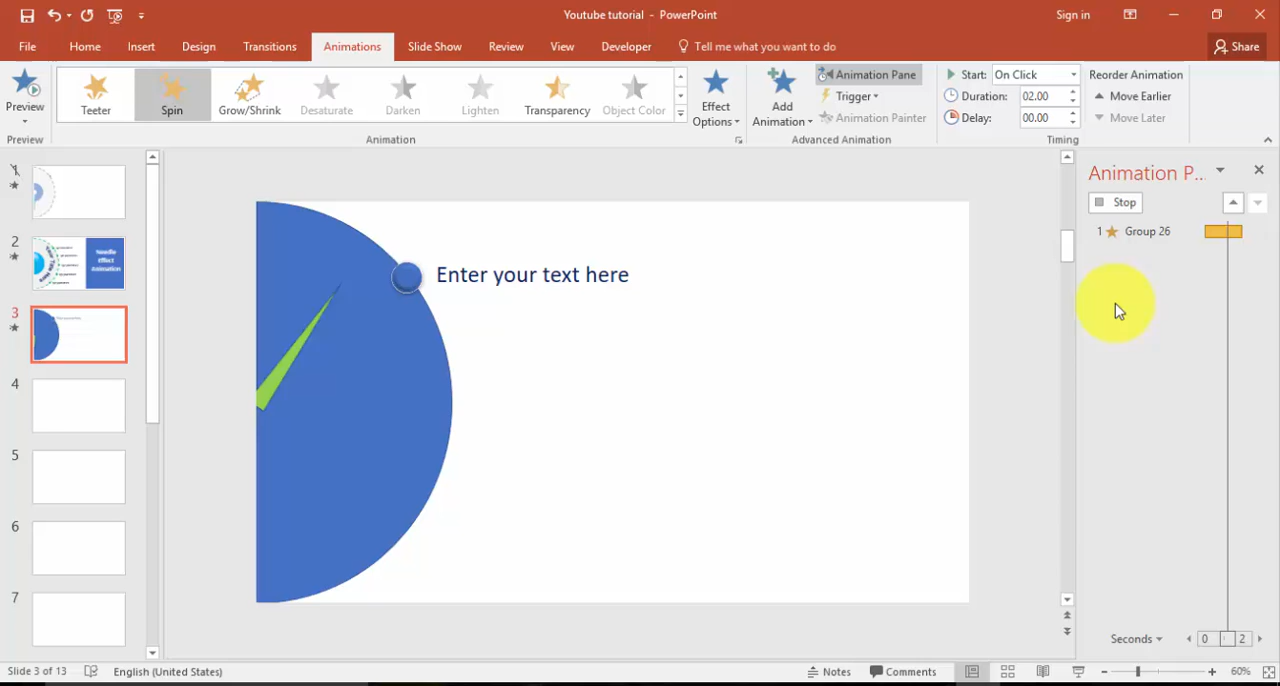 Youtube tutorial - PowerPoint
Sign in
File Home Insert Design Transitions Animations Slide Show Review View Developer Tell me what you want to do Share
Preview
Teeter Spin Grow/Shrink Desaturate Darken Lighten Transparency Object Color
Effect Options
Add Animation
Animation Pane
Trigger
Animation Painter
Start: On Click
Duration: 02.00
Delay: 00.00
Reorder Animation
Move Earlier
Move Later
Preview Animation Advanced Animation Timing
1
2
Needle
Effect
Animation
3
4
5
6
7
Enter your text here
Animation P...
Stop
1 Group 26
Seconds 0 2
Slide 3 of 13 English (United States) Notes Comments 60%